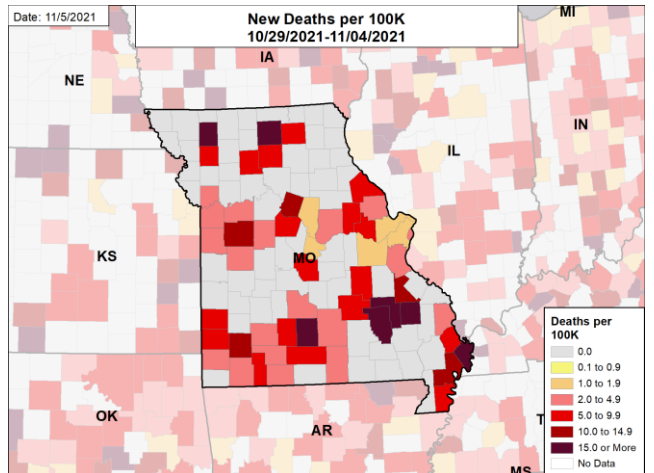 Date: 11/5/2021
New Deaths per 100K
10/29/2021-11/04/2021
MI
IA
NE
IN
IL
KS
MO
OK
AR
T
MS
Deaths per
100K
0.0
0.1 to 0.9
1.0 to 1.9
2.0 to 4.9
5.0 to 9.9
10.0 to 14.9
15.0 or More
No Data